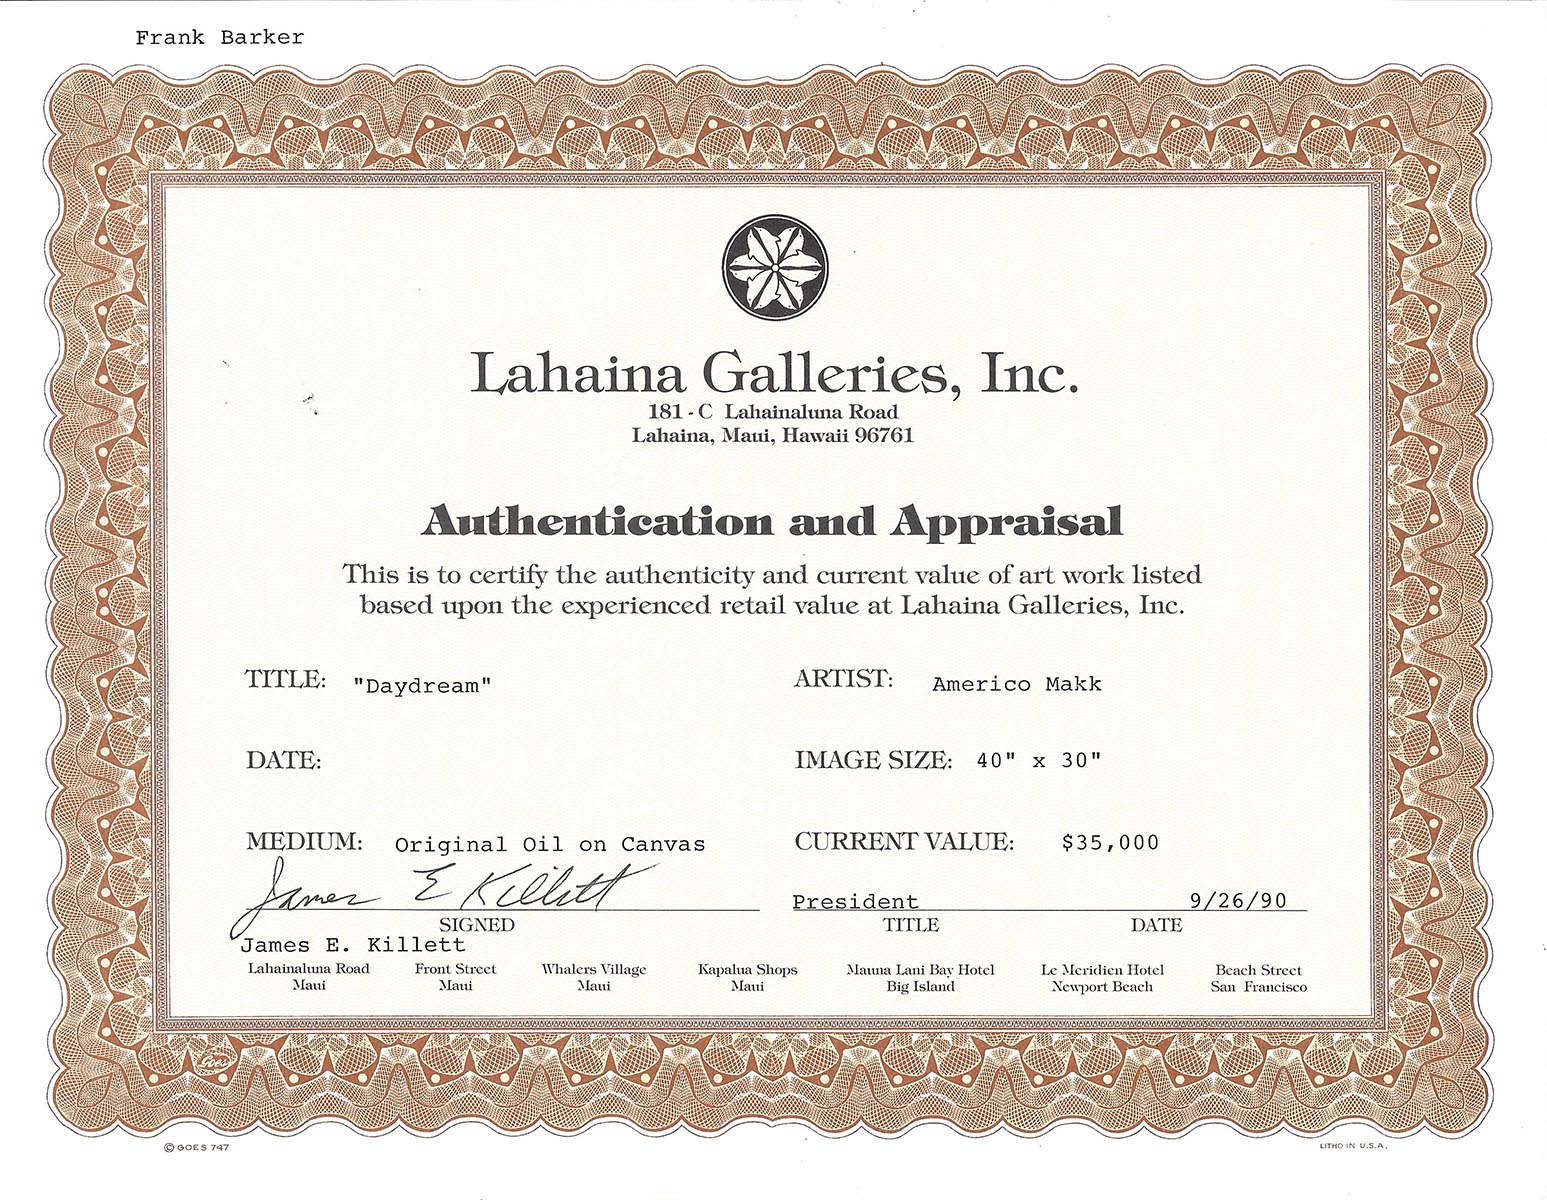 Frank Barker
Lahaina Galleries, Inc.
181 - C Lahainaluna Road
Lahaina, Maui, Hawaii 96761
Authentication and Appraisal
This is to certify the authenticity and current value of art work listed
based upon the experienced retail value at Lahaina Galleries, Inc.
TITLE: "Daydream" ARTIST: Americo Makk
DATE: IMAGE SIZE: 40" x 30"
MEDIUM: Original Oil on Canvas CURRENT VALUE: $35,000
James E Killett President 9/26/90
SIGNED TITLE DATE
James E. Killett
Lahainaluna Road Front Street Whalers Village Kapalua Shops Mauna Lani Bay Hotel Le Meridien Hotel Beach Street
Maui Maui Maui Maui Big Island Newport Beach San Francisco
Goes
© GOES 747 LITHO IN U.S.A.